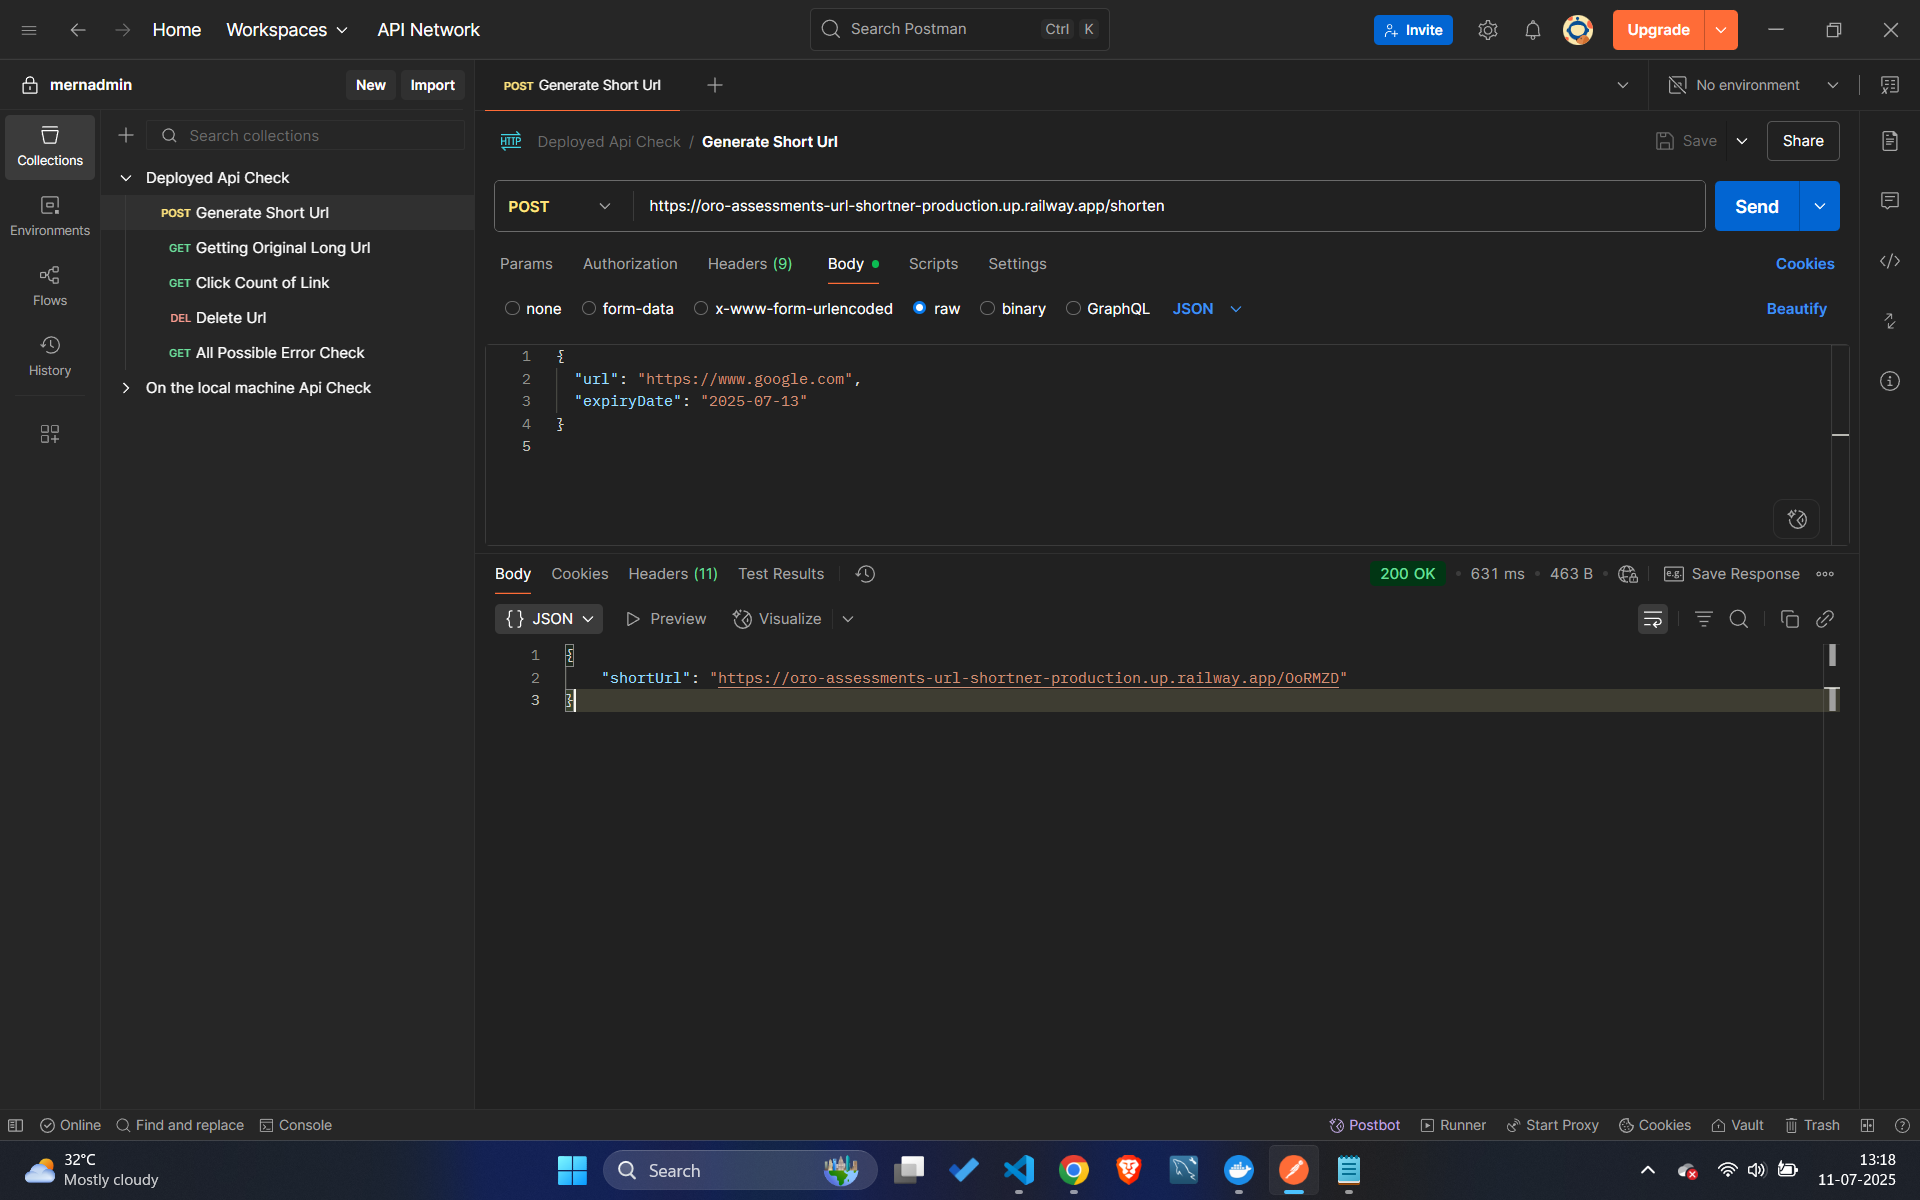 Home Workspaces API Network Search Postman Ctrl K Invite Upgrade
mernadmin New Import POST Generate Short Url No environment
Collections Search collections
Deployed Api Check / Generate Short Url Save Share
Deployed Api Check
POST Generate Short Url
GET Getting Original Long Url
GET Click Count of Link
DEL Delete Url
GET All Possible Error Check
On the local machine Api Check
Environments
Flows
History
POST https://oro-assessments-url-shortner-production.up.railway.app/shorten Send
Params Authorization Headers (9) Body Scripts Settings Cookies
none form-data x-www-form-urlencoded raw binary GraphQL JSON Beautify
1 {
2 "url": "https://www.google.com",
3 "expiryDate": "2025-07-13"
4 }
5
Body Cookies Headers (11) Test Results 200 OK • 631 ms • 463 B • e.g. Save Response
{} JSON Preview Visualize
1 {
2 "shortUrl": "https://oro-assessments-url-shortner-production.up.railway.app/OoRMZD"
3 }
Online Find and replace Console Postbot Runner Start Proxy Cookies Vault Trash
32°C
Mostly cloudy
Search
13:18
11-07-2025